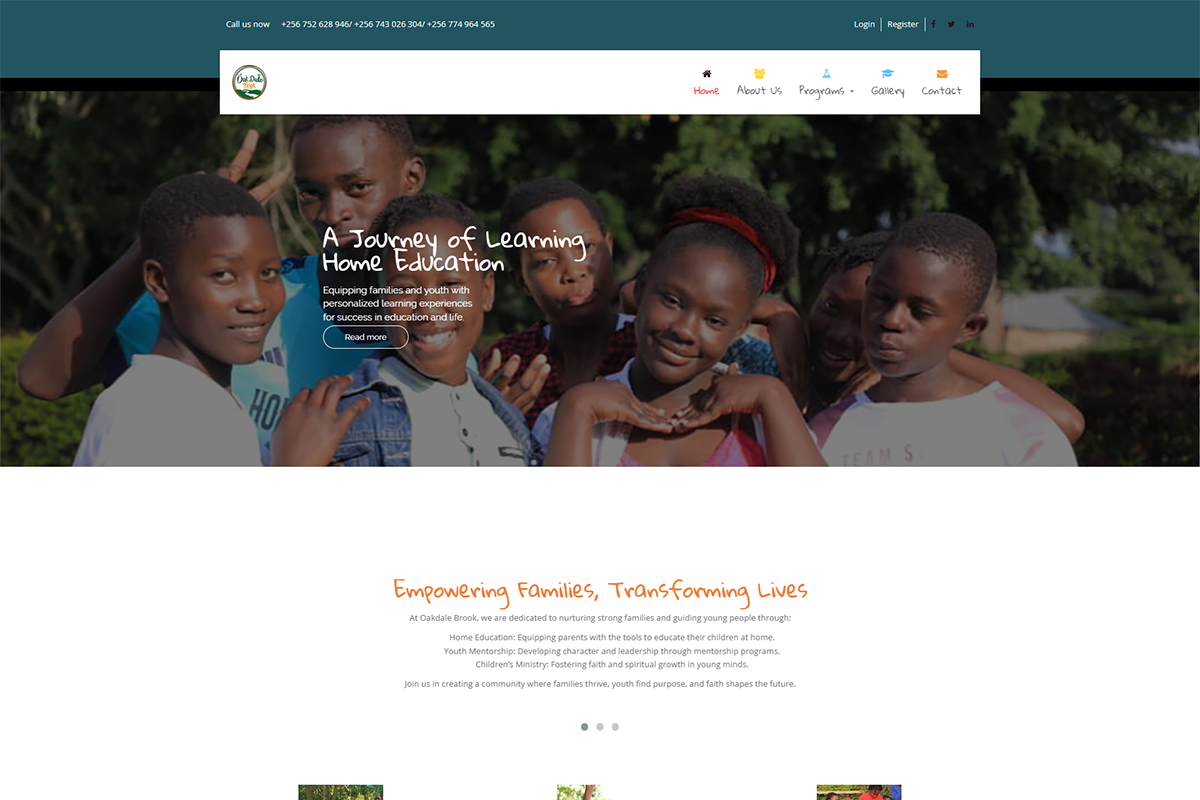 Call us now +256 752 628 946/ +256 743 026 304/ +256 774 964 565
Login Register
Oak Dale
Brook
Home About Us Programs Gallery Contact
A Journey of Learning
Home Education
Equipping families and youth with
personalized learning experiences
for success in education and life.
Read more
HO
TEAM S
Empowering Families, Transforming Lives
At Oakdale Brook, we are dedicated to nurturing strong families and guiding young people through:
Home Education: Equipping parents with the tools to educate their children at home.
Youth Mentorship: Developing character and leadership through mentorship programs.
Children's Ministry: Fostering faith and spiritual growth in young minds.
Join us in creating a community where families thrive, youth find purpose, and faith shapes the future.